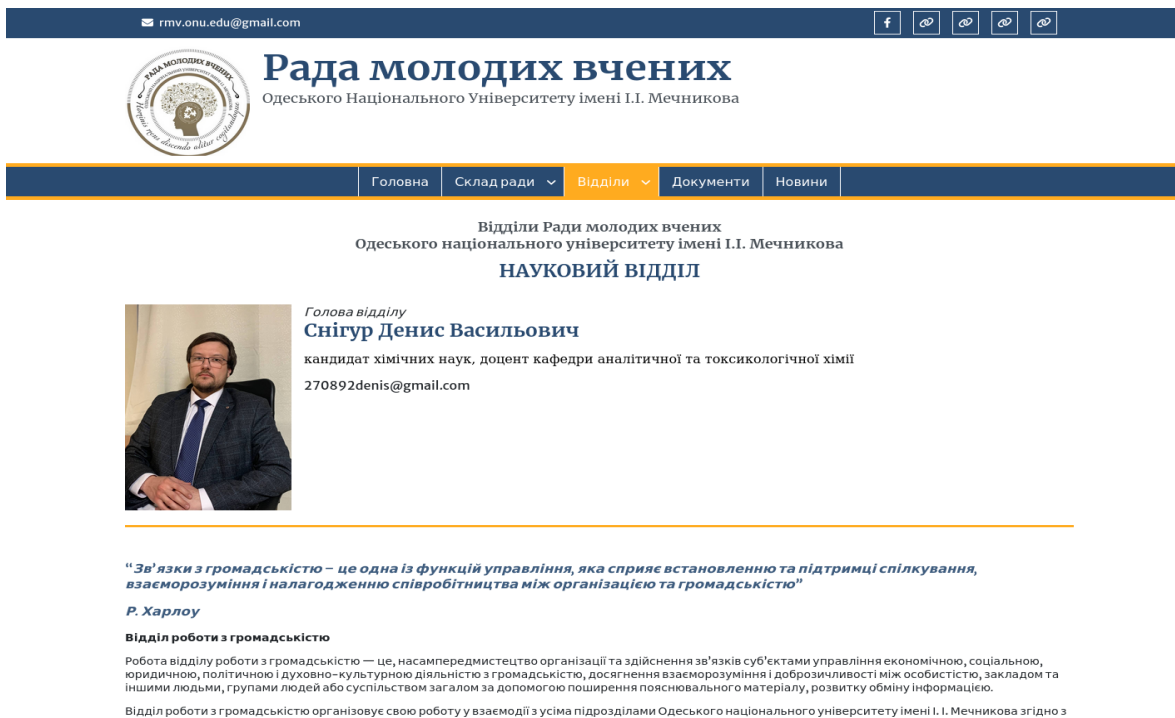 rmv.onu.edu@gmail.com
РАДА МОЛОДИХ ВЧЕНИХ
Рада молодих вчених
Одеського Національного Університету імені І.І. Мечникова
Головна
Склад ради
Відділи
Документи
Новини
Відділи Ради молодих вчених
Одеського національного університету імені І.І. Мечникова
НАУКОВИЙ ВІДДІЛ
Голова відділу
Снігур Денис Васильович
кандидат хімічних наук, доцент кафедри аналітичної та токсикологічної хімії
270892denis@gmail.com
“Зв’язки з громадськістю – це одна із функцій управління, яка сприяє встановленню та підтримці спілкування,
взаєморозуміння і налагодженню співробітництва між організацією та громадськістю”
Р. Харлоу
Відділ роботи з громадськістю
Робота відділу роботи з громадськістю — це, насампередмистецтво організації та здійснення зв’язків суб’єктами управління економічною, соціальною,
юридичною, політичною і духовно-культурною діяльністю з громадськістю, досягнення взаєморозуміння і доброзичливості між особистістю, закладом та
іншими людьми, групами людей або суспільством загалом за допомогою поширення пояснювального матеріалу, розвитку обміну інформацією.
Відділ роботи з громадськістю організовує свою роботу у взаємодії з усіма підрозділами Одеського національного університету імені І. І. Мечникова згідно з